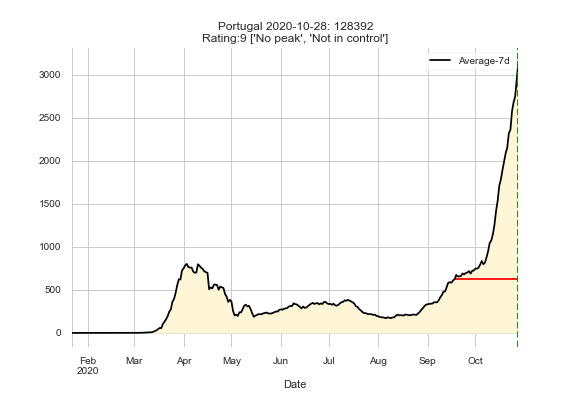 Portugal 2020-10-28: 128392
Rating:9 ['No peak', 'Not in control']
Average-7d
3000
2500
2000
1500
1000
500
0
Feb Mar Apr May Jun Jul Aug Sep Oct
2020
Date